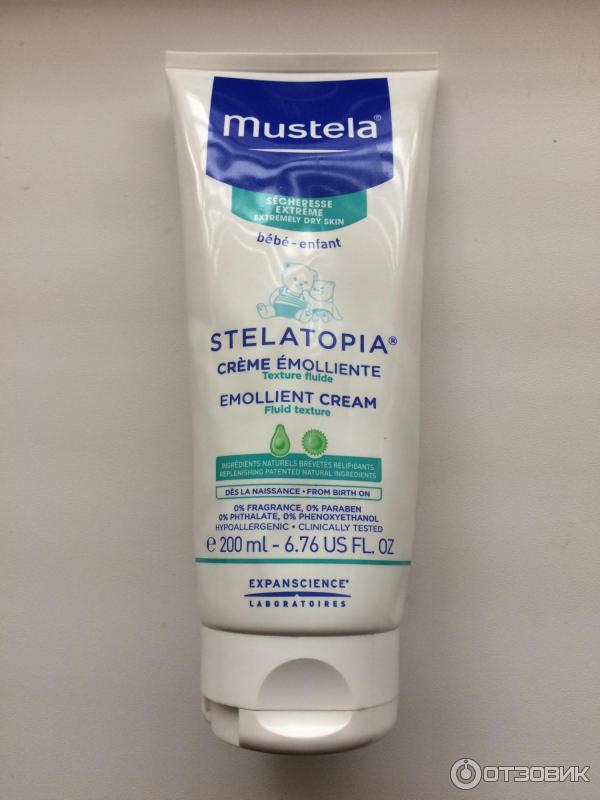 mustela®
SÉCHERESSE
EXTRÊME
EXTREMELY DRY SKIN
bébé-enfant
STELATOPIA®
CRÈME ÉMOLLIENTE
Texture fluide
EMOLLIENT CREAM
Fluid texture
INGRÉDIENTS NATURELS BREVETÉS RELIPIDANTS
REPLENISHING PATENTED NATURAL INGREDIENTS
DÈS LA NAISSANCE • FROM BIRTH ON
0% FRAGRANCE, 0% PARABEN
0% PHTHALATE, 0% PHENOXYETHANOL
HYPOALLERGENIC • CLINICALLY TESTED
℮ 200 ml - 6.76 US FL. OZ
EXPANSCIENCE®
LABORATOIRES
ОТЗОВИК